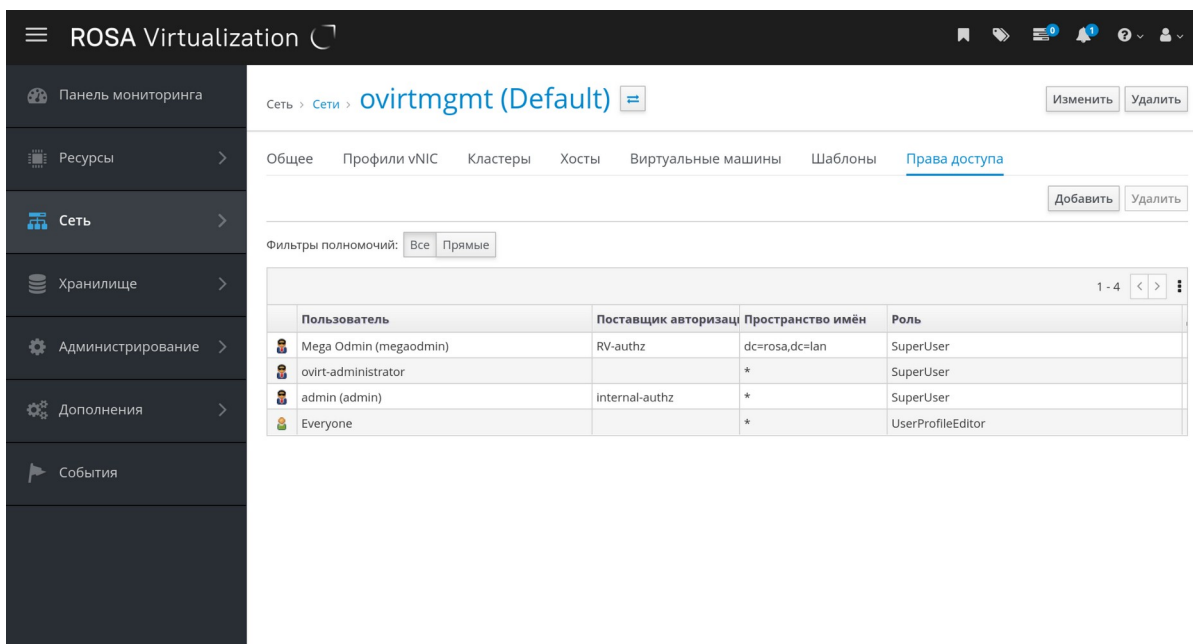 ROSA Virtualization
0
1
?
Панель мониторинга
Ресурсы
Сеть
Хранилище
Администрирование
Дополнения
События
Сеть > Сети > ovirtmgmt (Default)
Изменить Удалить
Общее Профили vNIC Кластеры Хосты Виртуальные машины Шаблоны Права доступа
Добавить Удалить
Фильтры полномочий: Все Прямые
1 - 4 < >
Пользователь Поставщик авторизаци Пространство имён Роль
Mega Odmin (megaodmin) RV-authz dc=rosa,dc=lan SuperUser
ovirt-administrator * SuperUser
admin (admin) internal-authz * SuperUser
Everyone * UserProfileEditor